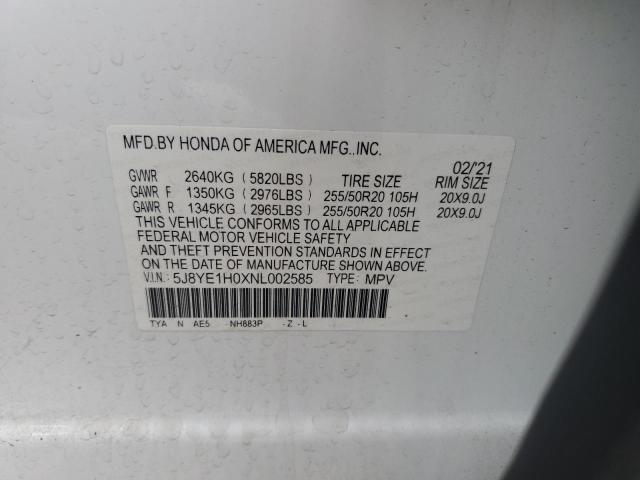 MFD.BY HONDA OF AMERICA MFG.,INC.
02/'21
GVWR 2640KG (5820LBS) TIRE SIZE RIM SIZE
GAWR F 1350KG (2976LBS) 255/50R20 105H 20X9.0J
GAWR R 1345KG (2965LBS) 255/50R20 105H 20X9.0J
THIS VEHICLE CONFORMS TO ALL APPLICABLE
FEDERAL MOTOR VEHICLE SAFETY
AND THEFT PREVENTION STANDARDS IN EFFECT
ON THE DATE OF MANUFACTURE SHOWN ABOVE.
V.I.N.: 5J8YE1H0XNL002585 TYPE: MPV
TYA N AE5 NH883P -Z-L